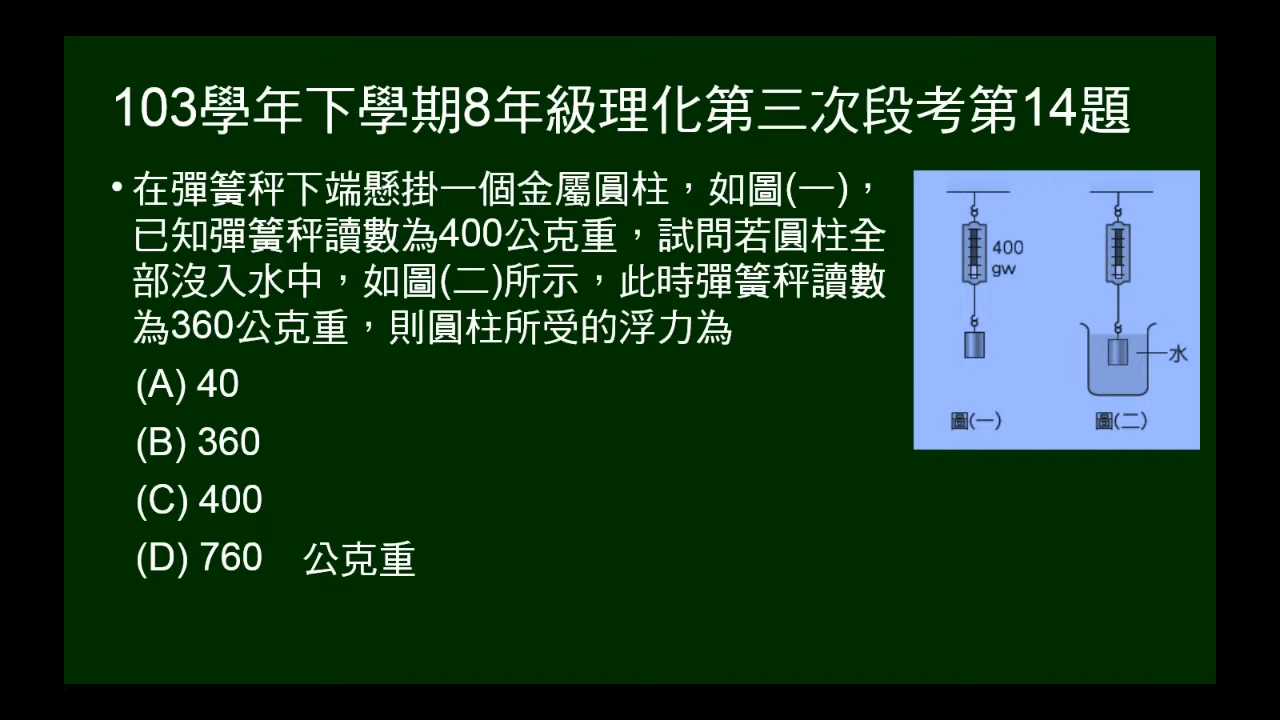 103學年下學期8年級理化第三次段考第14題
•在彈簧秤下端懸掛一個金屬圓柱，如圖(一)，
已知彈簧秤讀數為400公克重，試問若圓柱全
部沒入水中，如圖(二)所示，此時彈簧秤讀數
為360公克重，則圓柱所受的浮力為
(A) 40
(B) 360
(C) 400
(D) 760 公克重
400
gw
水
圖(一)
圖(二)